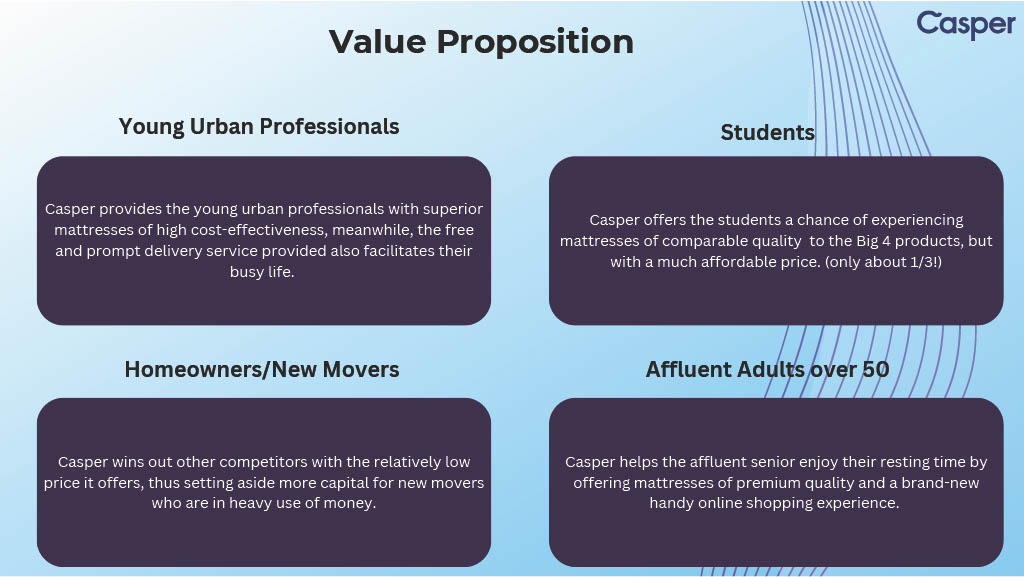 Casper
Value Proposition
Young Urban Professionals
Casper provides the young urban professionals with superior
mattresses of high cost-effectiveness, meanwhile, the free
and prompt delivery service provided also facilitates their
busy life.
Students
Casper offers the students a chance of experiencing
mattresses of comparable quality  to the Big 4 products, but
with a much affordable price. (only about 1/3!)
Homeowners/New Movers
Casper wins out other competitors with the relatively low
price it offers, thus setting aside more capital for new movers
who are in heavy use of money.
Affluent Adults over 50
Casper helps the affluent senior enjoy their resting time by
offering mattresses of premium quality and a brand-new
handy online shopping experience.